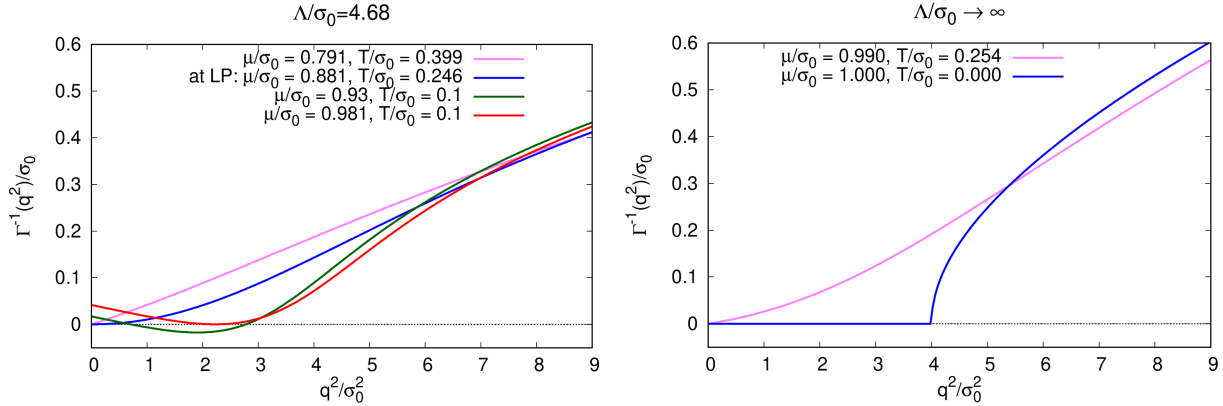 Λ/σ₀=4.68
0.6
0.5
0.4
0.3
0.2
0.1
0
μ/σ₀ = 0.791, T/σ₀ = 0.399
at LP: μ/σ₀ = 0.881, T/σ₀ = 0.246
μ/σ₀ = 0.93, T/σ₀ = 0.1
μ/σ₀ = 0.981, T/σ₀ = 0.1
Γ⁻¹(q²)/σ₀
0 1 2 3 4 5 6 7 8 9
q²/σ₀²
Λ/σ₀ → ∞
0.6
0.5
0.4
0.3
0.2
0.1
0
μ/σ₀ = 0.990, T/σ₀ = 0.254
μ/σ₀ = 1.000, T/σ₀ = 0.000
Γ⁻¹(q²)/σ₀
0 1 2 3 4 5 6 7 8 9
q²/σ₀²